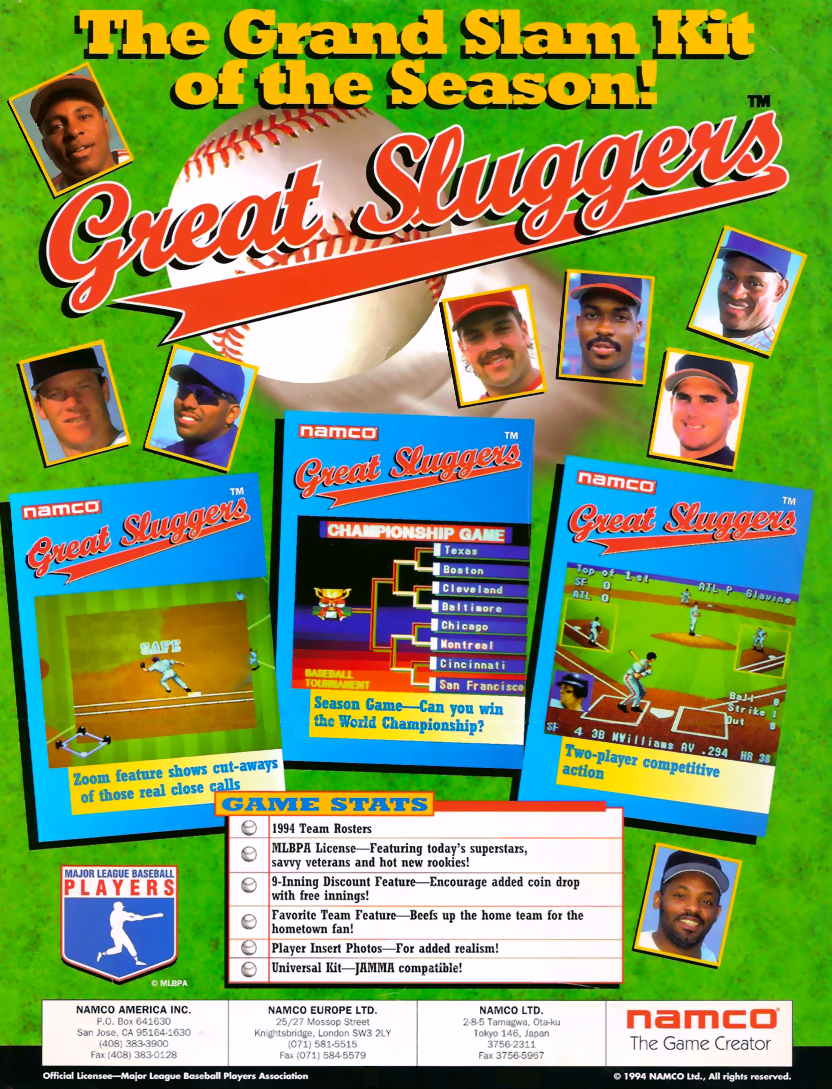 The Grand Slam Kit
of the Season!
TM
Great Sluggers
namco
TM
Great Sluggers
SAFE
Zoom feature shows cut-aways
of those real close calls
namco
TM
Great Sluggers
CHAMPIONSHIP GAME
Texas
Boston
Cleveland
Baltimore
Chicago
Montreal
Cincinnati
San Francisco
BASEBALL
TOURNAMENT
Season Game—Can you win
the World Championship?
namco
TM
Great Sluggers
Top of 1st
SF 0
ATL 0
ATL P Glavine
Ball 0
Strike 1
Out 0
SF 4 3B MWilliams AV .294 HR 38
Two-player competitive
action
GAME STATS
1994 Team Rosters
MLBPA License—Featuring today's superstars,
savvy veterans and hot new rookies!
9-Inning Discount Feature—Encourage added coin drop
with free innings!
Favorite Team Feature—Beefs up the home team for the
hometown fan!
Player Insert Photos—For added realism!
Universal Kit—JAMMA compatible!
MAJOR LEAGUE BASEBALL
PLAYERS
© MLBPA
NAMCO AMERICA INC.
P.O. Box 641630
San Jose, CA 95164-1630
(408) 383-3900
Fax (408) 383-0128
NAMCO EUROPE LTD.
25/27 Mossop Street
Knightsbridge, London SW3 2LY
(071) 581-5515
Fax (071) 584-5579
NAMCO LTD.
2-8-5 Tamagwa, Ota-ku
Tokyo 146, Japan
3756-2311
Fax 3756-5967
namco
The Game Creator
Official Licensee—Major League Baseball Players Association
© 1994 NAMCO Ltd., All rights reserved.